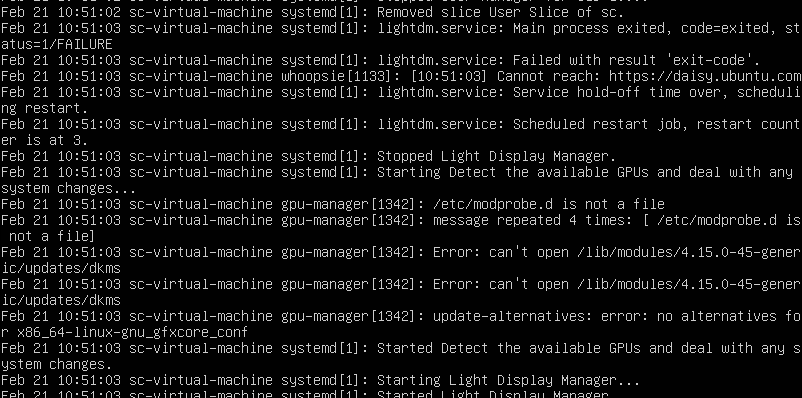 Feb 21 10:51:02 sc-virtual-machine systemd[1]: Removed slice User Slice of sc.
Feb 21 10:51:03 sc-virtual-machine systemd[1]: lightdm.service: Main process exited, code=exited, st
atus=1/FAILURE
Feb 21 10:51:03 sc-virtual-machine systemd[1]: lightdm.service: Failed with result 'exit-code'.
Feb 21 10:51:03 sc-virtual-machine whoopsie[1133]: [10:51:03] Cannot reach: https://daisy.ubuntu.com
Feb 21 10:51:03 sc-virtual-machine systemd[1]: lightdm.service: Service hold-off time over, scheduli
ng restart.
Feb 21 10:51:03 sc-virtual-machine systemd[1]: lightdm.service: Scheduled restart job, restart count
er is at 3.
Feb 21 10:51:03 sc-virtual-machine systemd[1]: Stopped Light Display Manager.
Feb 21 10:51:03 sc-virtual-machine systemd[1]: Starting Detect the available GPUs and deal with any
system changes...
Feb 21 10:51:03 sc-virtual-machine gpu-manager[1342]: /etc/modprobe.d is not a file
Feb 21 10:51:03 sc-virtual-machine gpu-manager[1342]: message repeated 4 times: [ /etc/modprobe.d is
 not a file]
Feb 21 10:51:03 sc-virtual-machine gpu-manager[1342]: Error: can't open /lib/modules/4.15.0-45-gener
ic/updates/dkms
Feb 21 10:51:03 sc-virtual-machine gpu-manager[1342]: Error: can't open /lib/modules/4.15.0-45-gener
ic/updates/dkms
Feb 21 10:51:03 sc-virtual-machine gpu-manager[1342]: update-alternatives: error: no alternatives fo
r x86_64-linux-gnu_gfxcore_conf
Feb 21 10:51:03 sc-virtual-machine systemd[1]: Started Detect the available GPUs and deal with any s
ystem changes.
Feb 21 10:51:03 sc-virtual-machine systemd[1]: Starting Light Display Manager...
Feb 21 10:51:03 sc-virtual-machine systemd[1]: Started Light Display Manager.